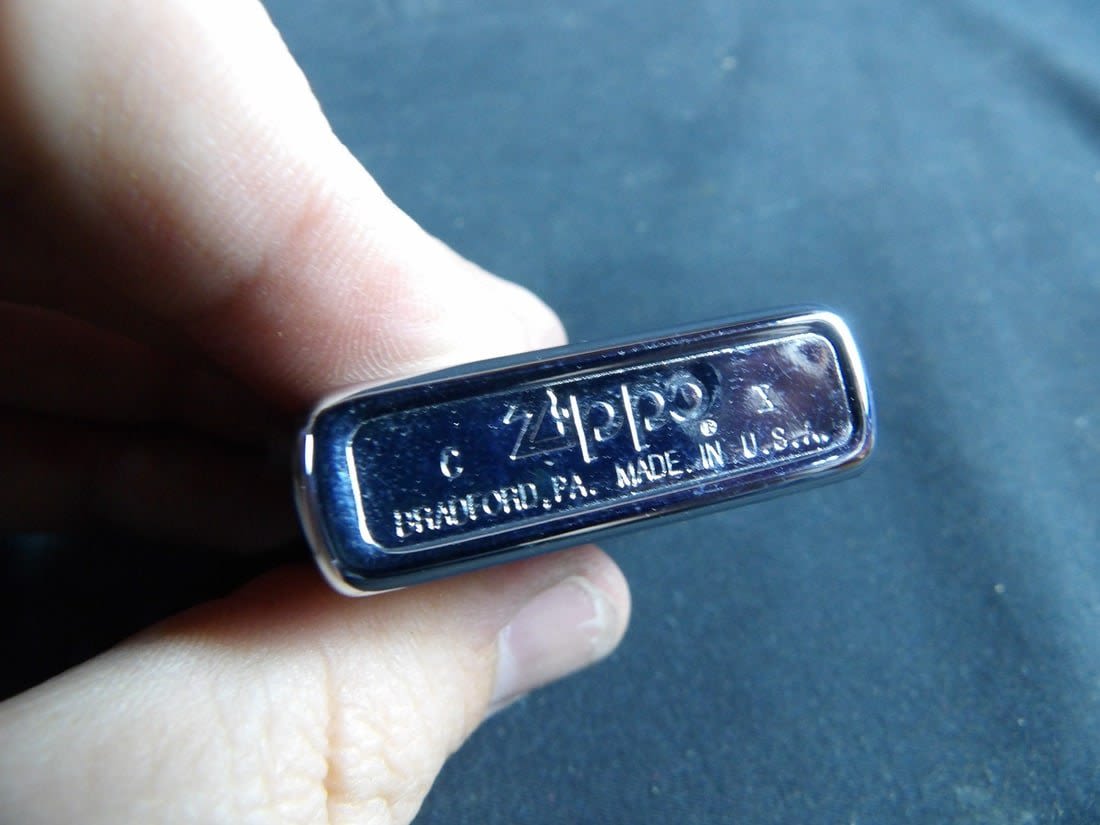 C Zippo® X
BRADFORD, PA. MADE IN U.S.A.